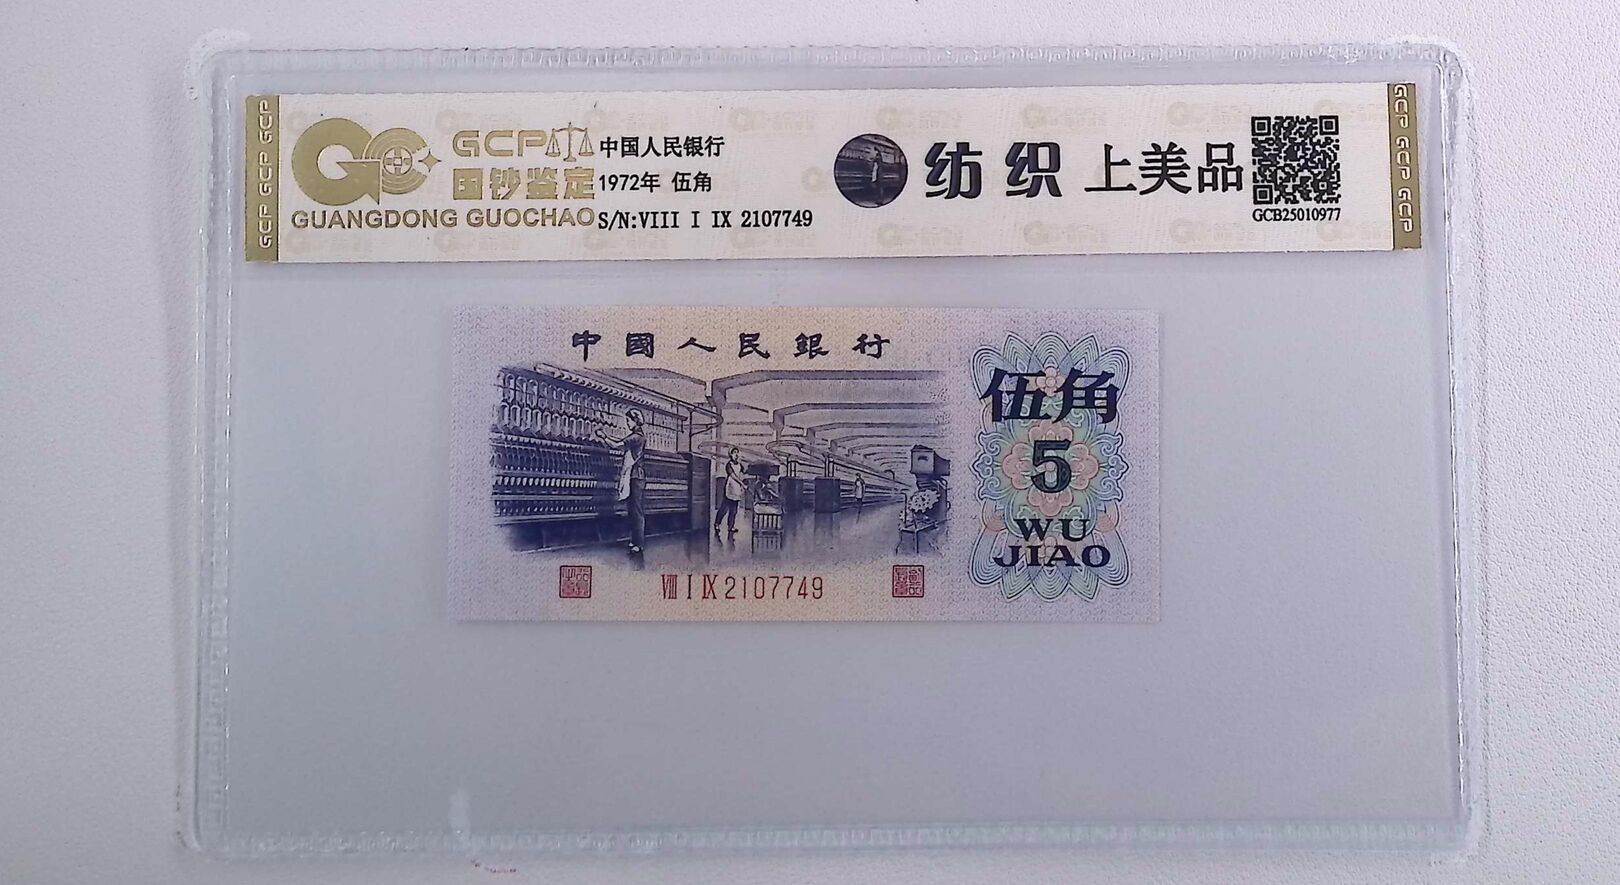 GCP GCP GCP
GCP
国钞鉴定
GUANGDONG GUOCHAO
中国人民银行
1972年 伍角
S/N:VIII I IX 2107749
纺织 上美品
GCB25010977
GCP GCP GCP
中國人民銀行
伍角
5
WU
JIAO
VIII I IX 2107749